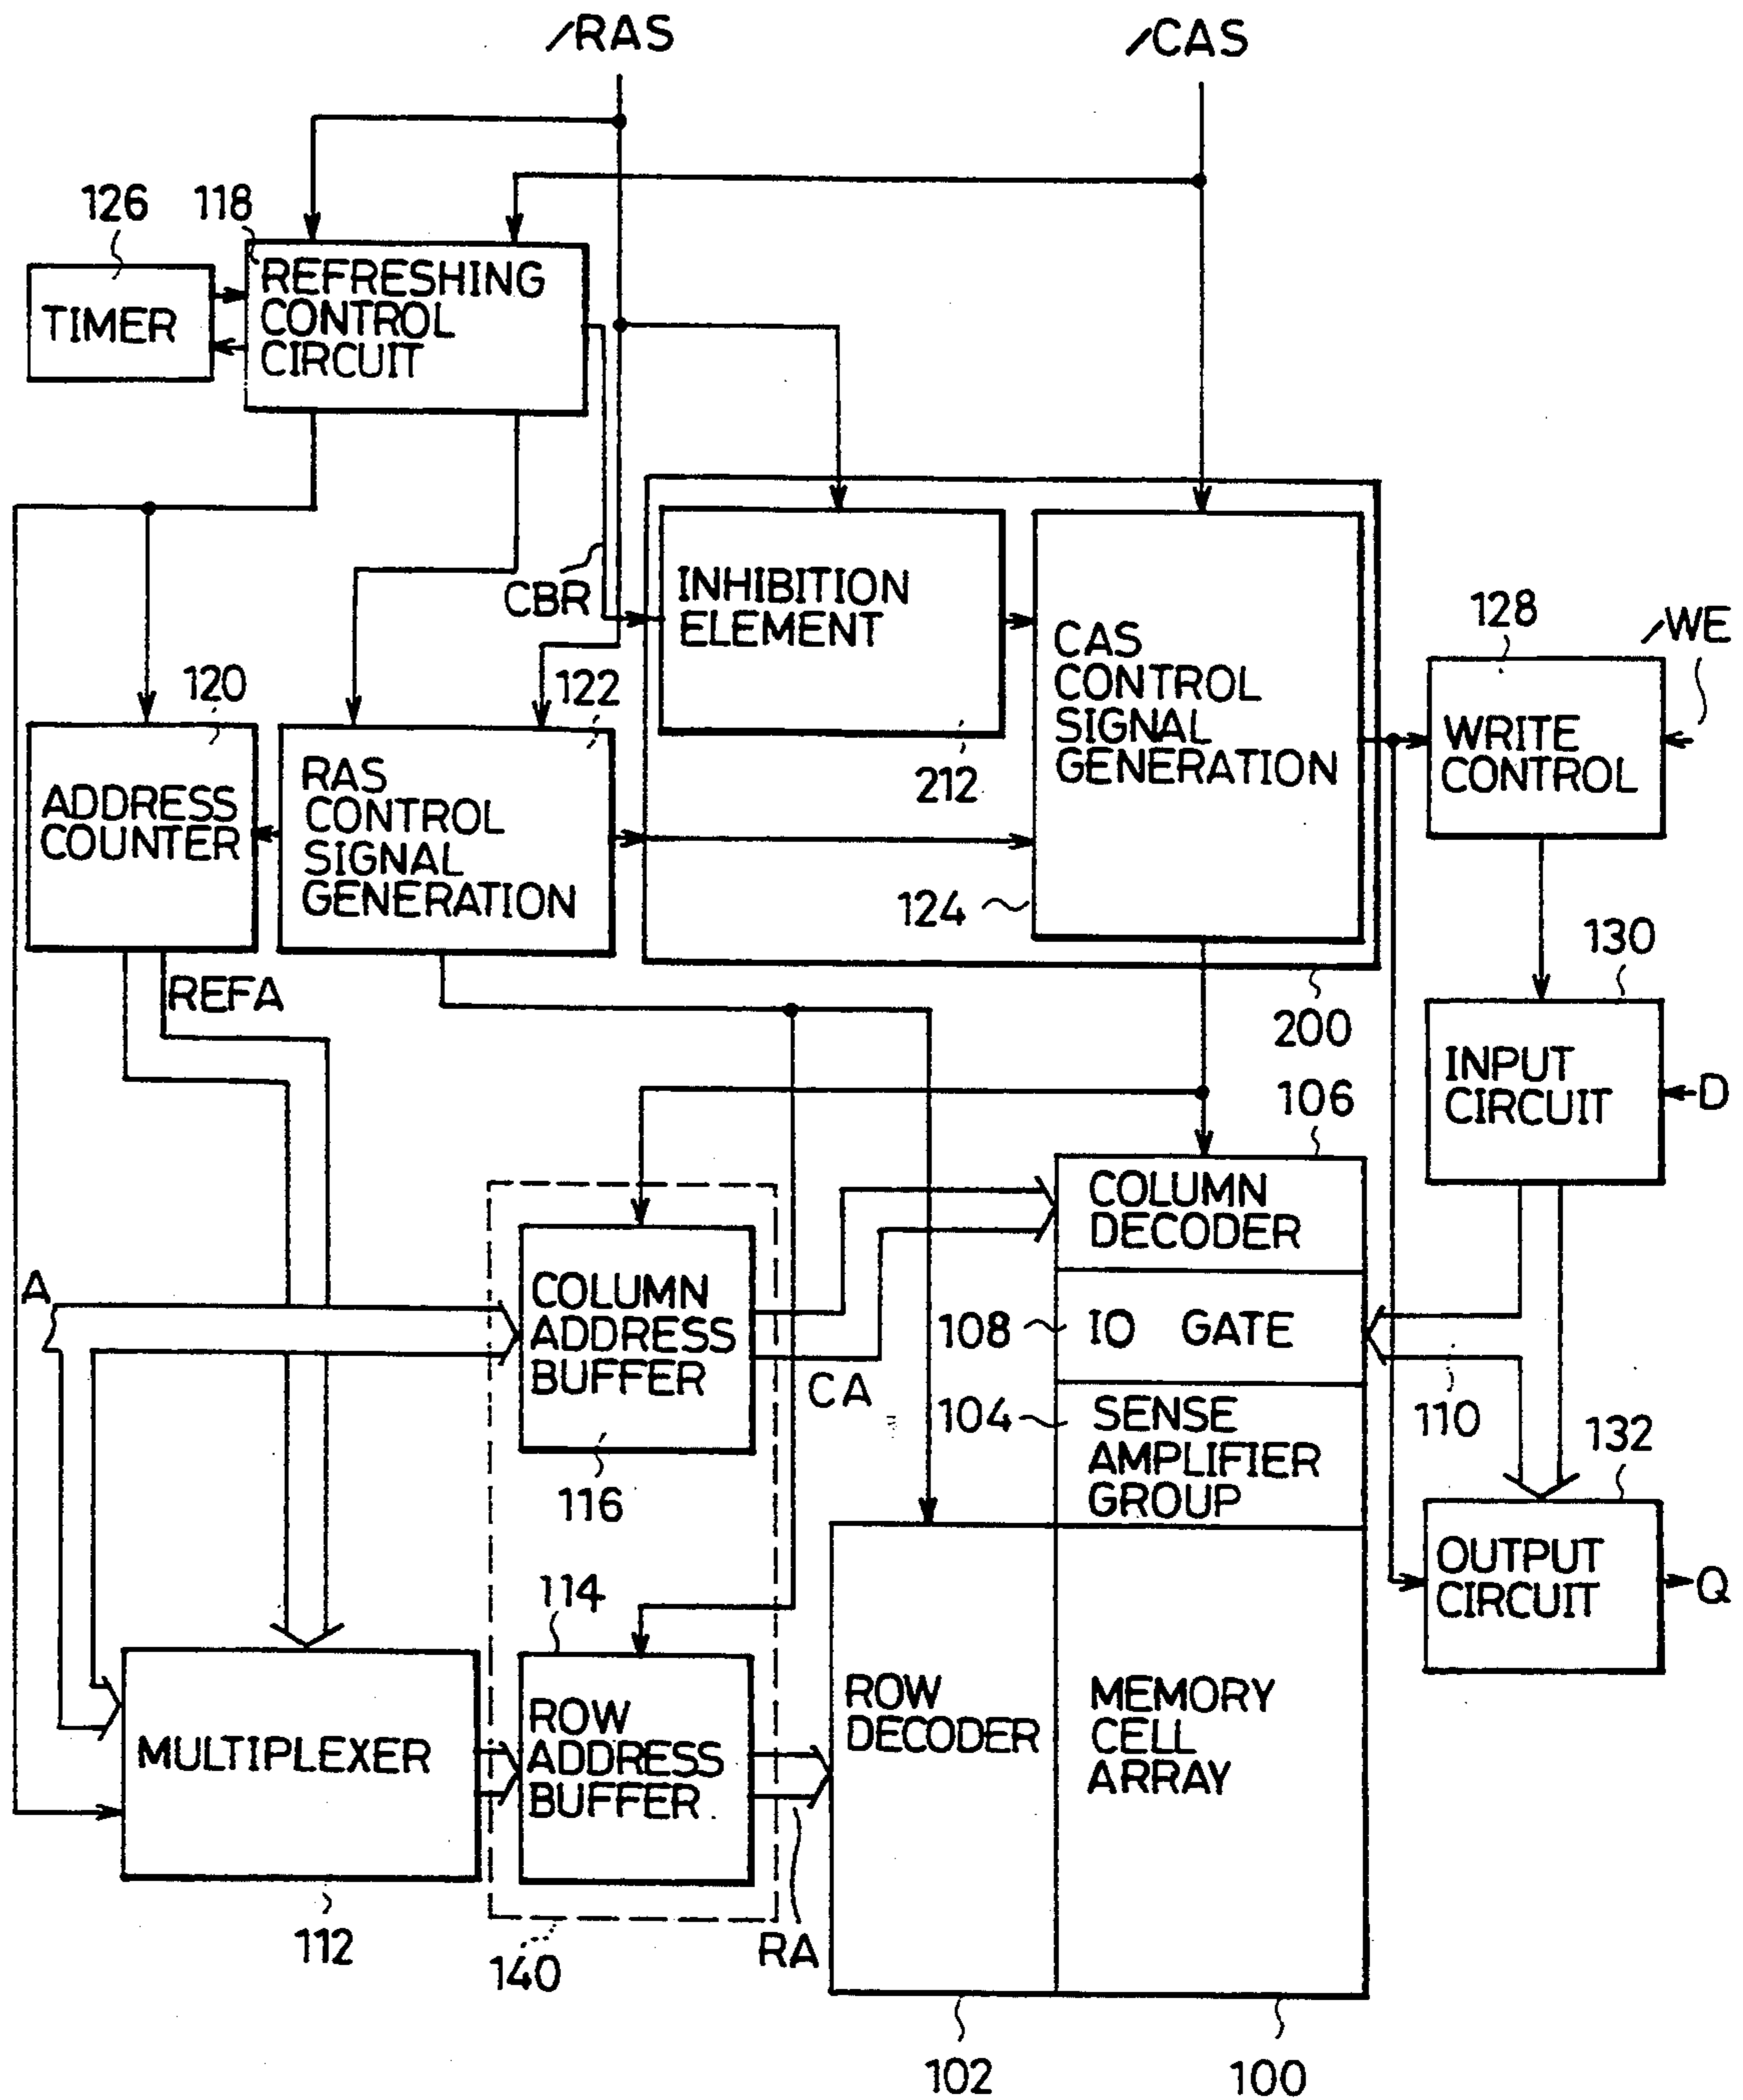 /RAS
/CAS
126
118
TIMER
REFRESHING
CONTROL
CIRCUIT
CBR
INHIBITION
ELEMENT
212
CAS
CONTROL
SIGNAL
GENERATION
124
200
128
/WE
WRITE
CONTROL
120
ADDRESS
COUNTER
122
RAS
CONTROL
SIGNAL
GENERATION
REFA
130
INPUT
CIRCUIT
D
106
COLUMN
DECODER
A
COLUMN
ADDRESS
BUFFER
116
CA
108
IO GATE
110
104
SENSE
AMPLIFIER
GROUP
132
OUTPUT
CIRCUIT
Q
114
ROW
ADDRESS
BUFFER
MULTIPLEXER
112
140
RA
ROW
DECODER
MEMORY
CELL
ARRAY
102
100